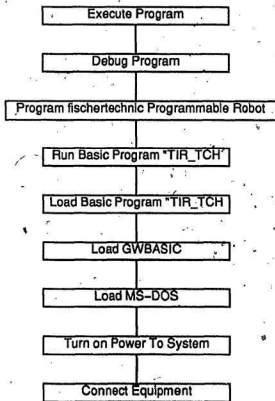 Execute Program
Debug Program
Program fischertechnic Programmable Robot
Run Basic Program "TIR_TCH"
Load Basic Program "TIR_TCH
Load GWBASIC
Load MS-DOS
Turn on Power To System
Connect Equipment